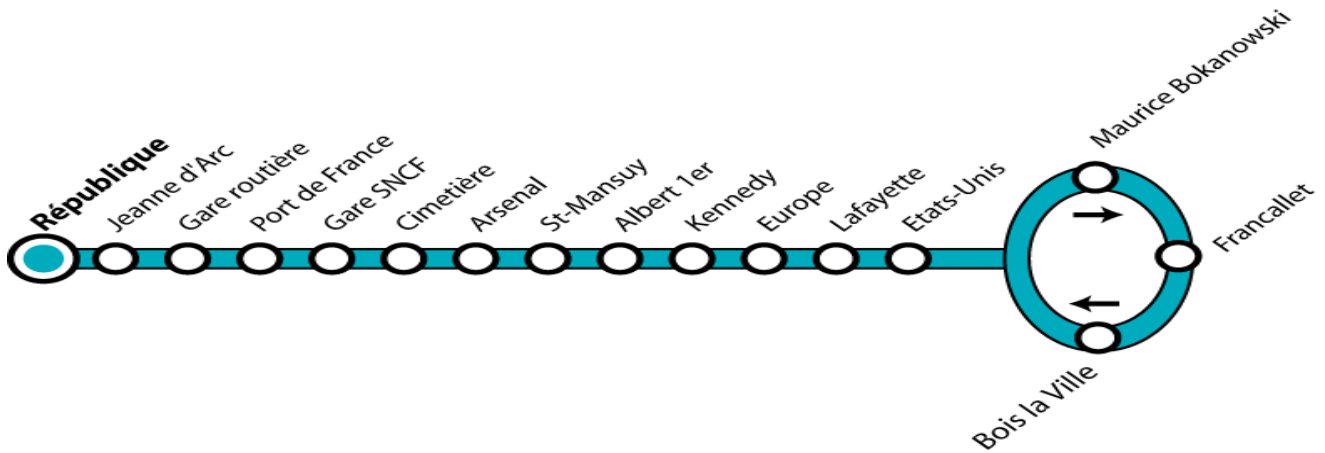 République
Jeanne d'Arc
Gare routière
Port de France
Gare SNCF
Cimetière
Arsenal
St-Mansuy
Albert 1er
Kennedy
Europe
Lafayette
Etats-Unis
Maurice Bokanowski
Francallet
Bois la Ville